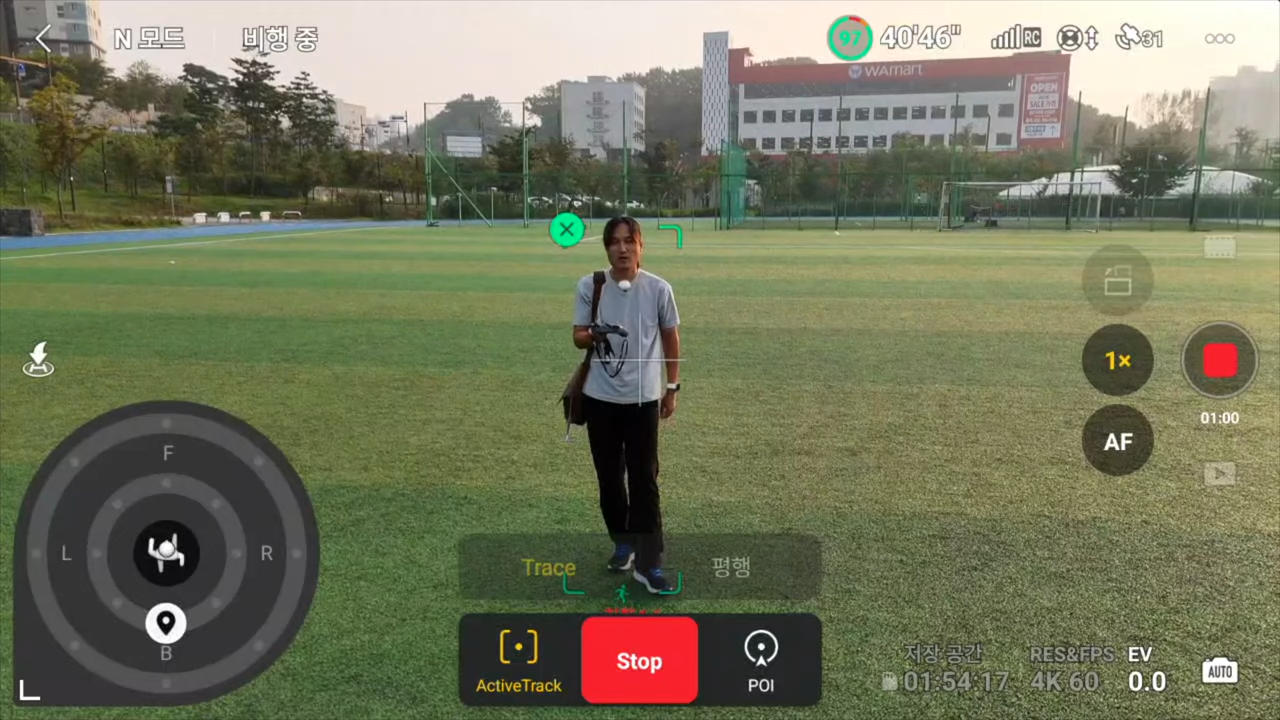 N 모드
비행 중
97
40'46"
RC
31
WAmart
OPEN
SALE
1×
AF
01:00
F
L
R
B
Trace
평행
ActiveTrack
Stop
POI
저장 공간
01:54:17
RES&FPS
4K 60
EV
0.0
AUTO